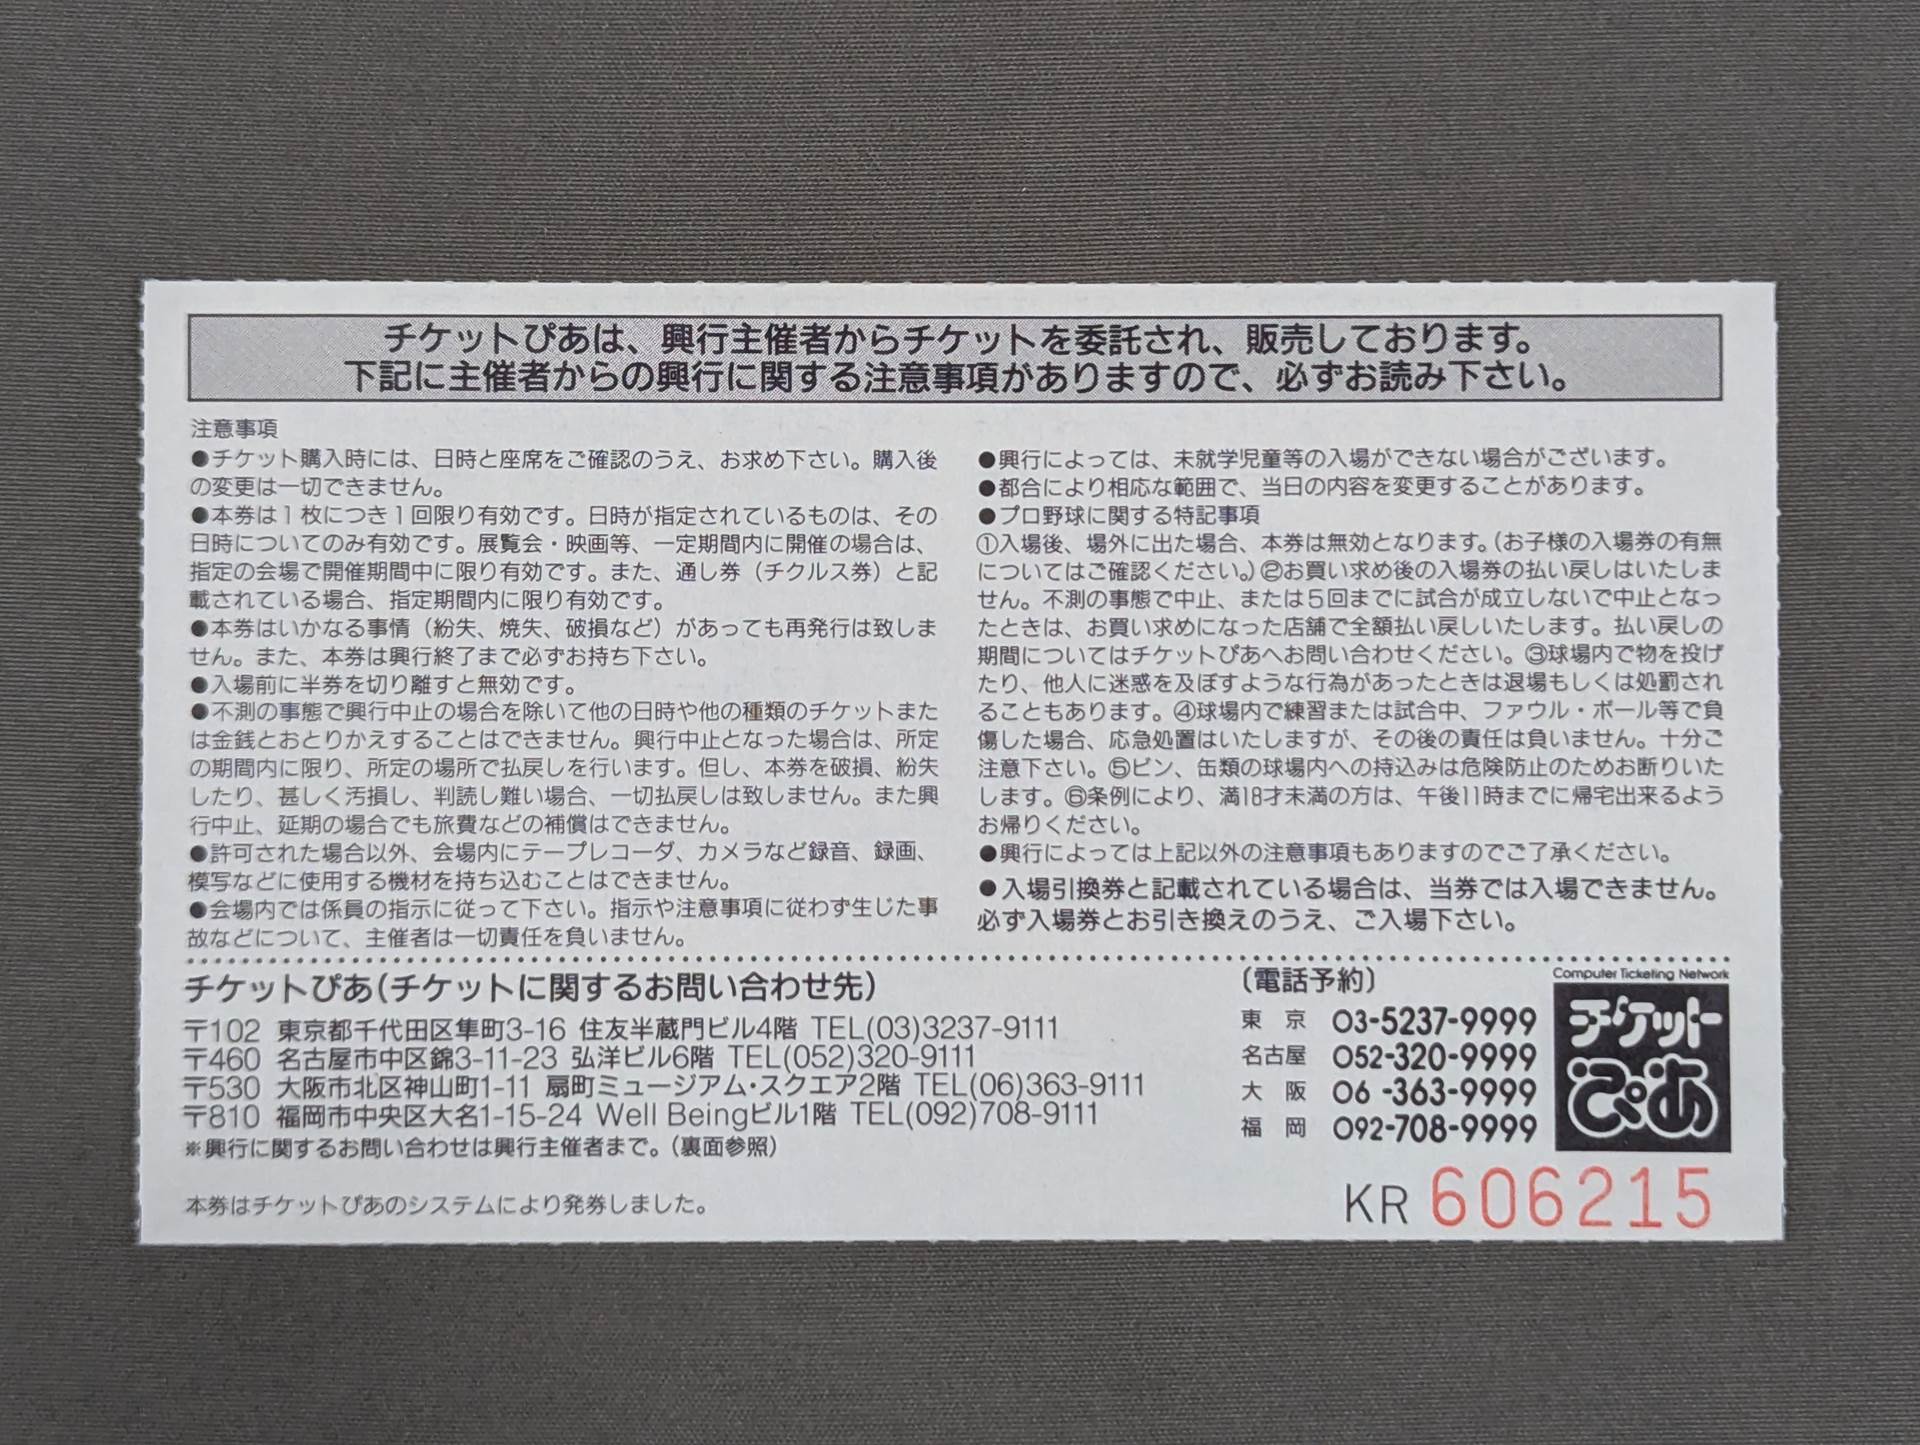 チケットぴあは、興行主催者からチケットを委託され、販売しております。
下記に主催者からの興行に関する注意事項がありますので、必ずお読み下さい。
注意事項
●チケット購入時には、日時と座席をご確認のうえ、お求め下さい。購入後
の変更は一切できません。
●本券は1枚につき1回限り有効です。日時が指定されているものは、その
日時についてのみ有効です。展覧会・映画等、一定期間内に開催の場合は、
指定の会場で開催期間中に限り有効です。また、通し券（チクルス券）と記
載されている場合、指定期間内に限り有効です。
●本券はいかなる事情（紛失、焼失、破損など）があっても再発行は致しま
せん。また、本券は興行終了まで必ずお持ち下さい。
●入場前に半券を切り離すと無効です。
●不測の事態で興行中止の場合を除いて他の日時や他の種類のチケットまた
は金銭とおとりかえすることはできません。興行中止となった場合は、所定
の期間内に限り、所定の場所で払戻しを行います。但し、本券を破損、紛失
したり、甚しく汚損し、判読し難い場合、一切払戻しは致しません。また興
行中止、延期の場合でも旅費などの補償はできません。
●許可された場合以外、会場内にテープレコーダ、カメラなど録音、録画、
模写などに使用する機材を持ち込むことはできません。
●会場内では係員の指示に従って下さい。指示や注意事項に従わず生じた事
故などについて、主催者は一切責任を負いません。
●興行によっては、未就学児童等の入場ができない場合がございます。
●都合により相応な範囲で、当日の内容を変更することがあります。
●プロ野球に関する特記事項
①入場後、場外に出た場合、本券は無効となります。（お子様の入場券の有無
についてはご確認ください。）②お買い求め後の入場券の払い戻しはいたしま
せん。不測の事態で中止、または5回までに試合が成立しないで中止となっ
たときは、お買い求めになった店舗で全額払い戻しいたします。払い戻しの
期間についてはチケットぴあへお問い合わせください。③球場内で物を投げ
たり、他人に迷惑を及ぼすような行為があったときは退場もしくは処罰され
ることもあります。④球場内で練習または試合中、ファウル・ボール等で負
傷した場合、応急処置はいたしますが、その後の責任は負いません。十分ご
注意下さい。⑤ビン、缶類の球場内への持込みは危険防止のためお断りいた
します。⑥条例により、満18才未満の方は、午後11時までに帰宅出来るよう
お帰りください。
●興行によっては上記以外の注意事項もありますのでご了承ください。
●入場引換券と記載されている場合は、当券では入場できません。
必ず入場券とお引き換えのうえ、ご入場下さい。
チケットぴあ（チケットに関するお問い合わせ先）
〒102 東京都千代田区隼町3-16 住友半蔵門ビル4階 TEL(03)3237-9111
〒460 名古屋市中区錦3-11-23 弘洋ビル6階 TEL(052)320-9111
〒530 大阪市北区神山町1-11 扇町ミュージアム・スクエア2階 TEL(06)363-9111
〒810 福岡市中央区大名1-15-24 Well Beingビル1階 TEL(092)708-9111
※興行に関するお問い合わせは興行主催者まで。（裏面参照）
本券はチケットぴあのシステムにより発券しました。
（電話予約）
東 京 03-5237-9999
名古屋 052-320-9999
大 阪 06-363-9999
福 岡 092-708-9999
Computer Ticketing Network
チケット
ぴあ
KR 606215